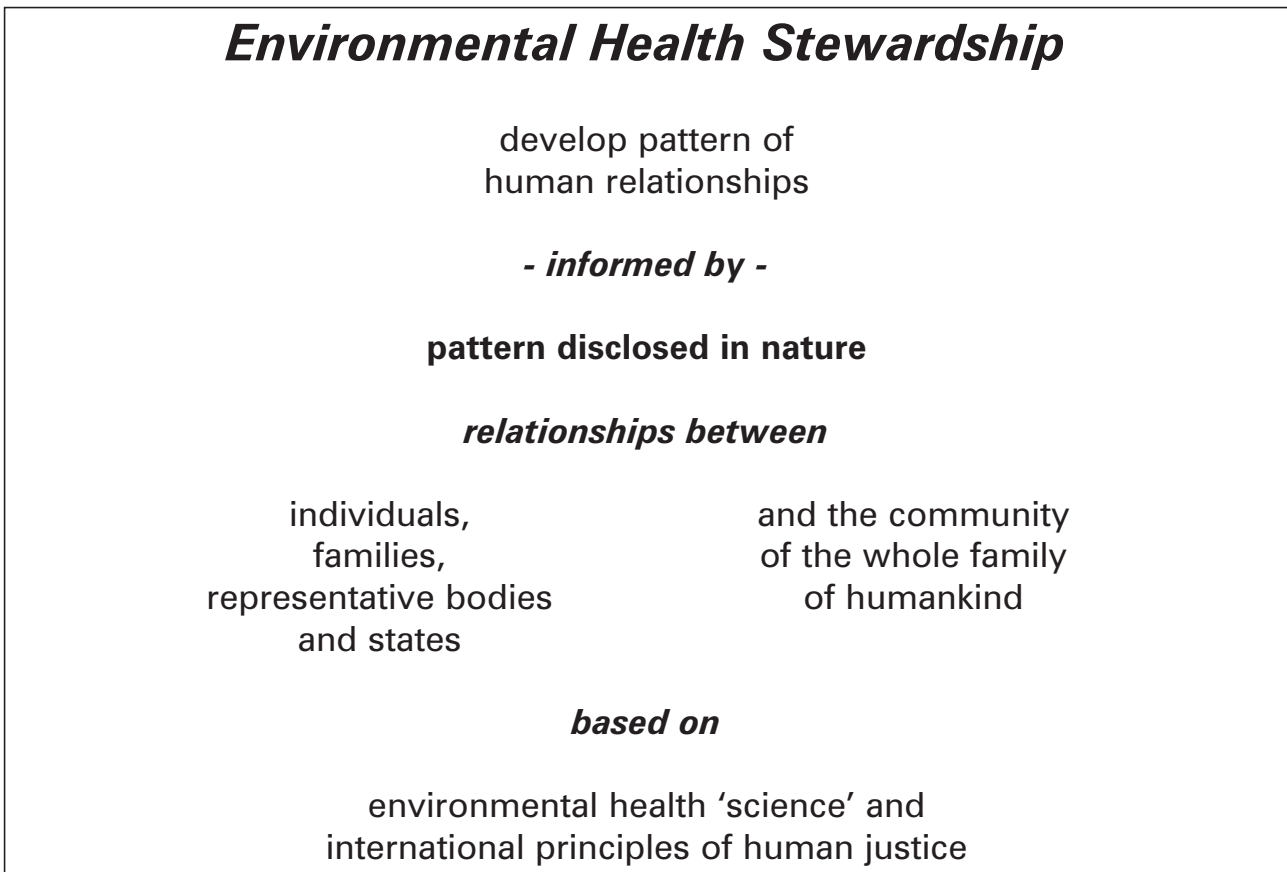 Environmental Health Stewardship
develop pattern of
human relationships
- informed by -
pattern disclosed in nature
relationships between
individuals,
families,
representative bodies
and states
and the community
of the whole family
of humankind
based on
environmental health ‘science’ and
international principles of human justice